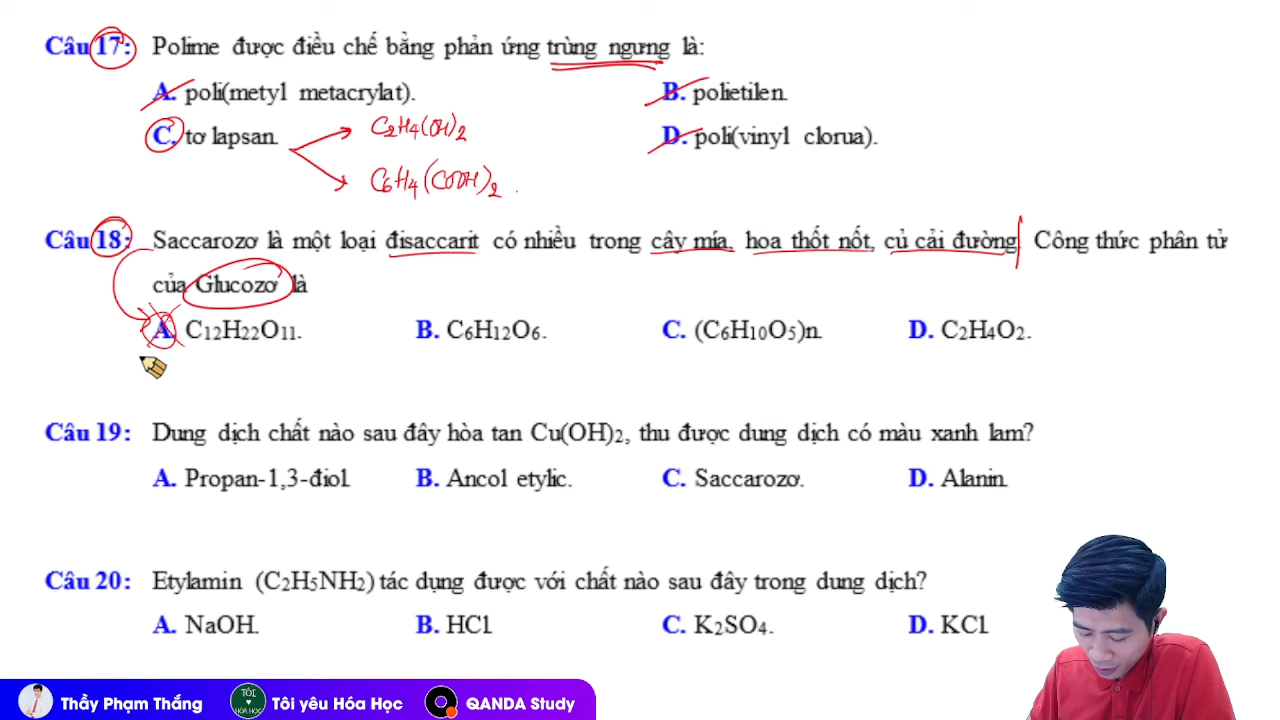 Câu 17: Polime được điều chế bằng phản ứng trùng ngưng là:
A. poli(metyl metacrylat). B. polietilen.
C. tơ lapsan. D. poli(vinyl clorua).
C2H4(OH)2
C6H4(COOH)2
Câu 18: Saccarozơ là một loại đisaccarit có nhiều trong cây mía, hoa thốt nốt, củ cải đường. Công thức phân tử
của Glucozơ là
A. C12H22O11. B. C6H12O6. C. (C6H10O5)n. D. C2H4O2.
Câu 19: Dung dịch chất nào sau đây hòa tan Cu(OH)2, thu được dung dịch có màu xanh lam?
A. Propan-1,3-điol. B. Ancol etylic. C. Saccarozơ. D. Alanin.
Câu 20: Etylamin (C2H5NH2) tác dụng được với chất nào sau đây trong dung dịch?
A. NaOH. B. HCl C. K2SO4. D. KCl
Thầy Phạm Thắng TÔI ♥ HÓA HỌC Tôi yêu Hóa Học QANDA Study